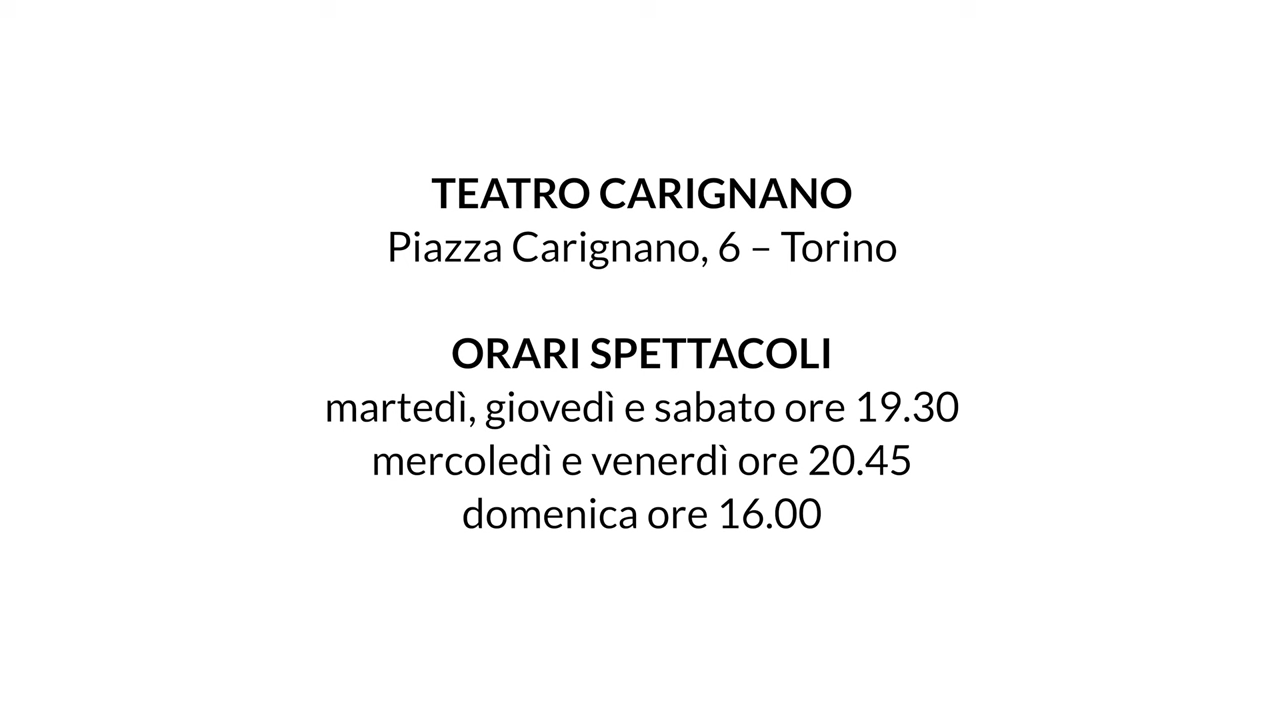 TEATRO CARIGNANO
Piazza Carignano, 6 – Torino
ORARI SPETTACOLI
martedì, giovedì e sabato ore 19.30
mercoledì e venerdì ore 20.45
domenica ore 16.00